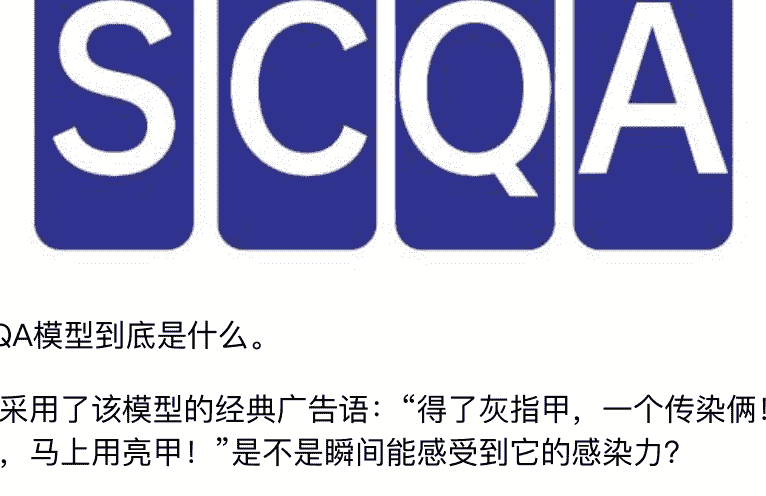 SCQA
QA模型到底是什么。
采用了该模型的经典广告语：“得了灰指甲，一个传染俩！
，马上用亮甲！”是不是瞬间能感受到它的感染力？